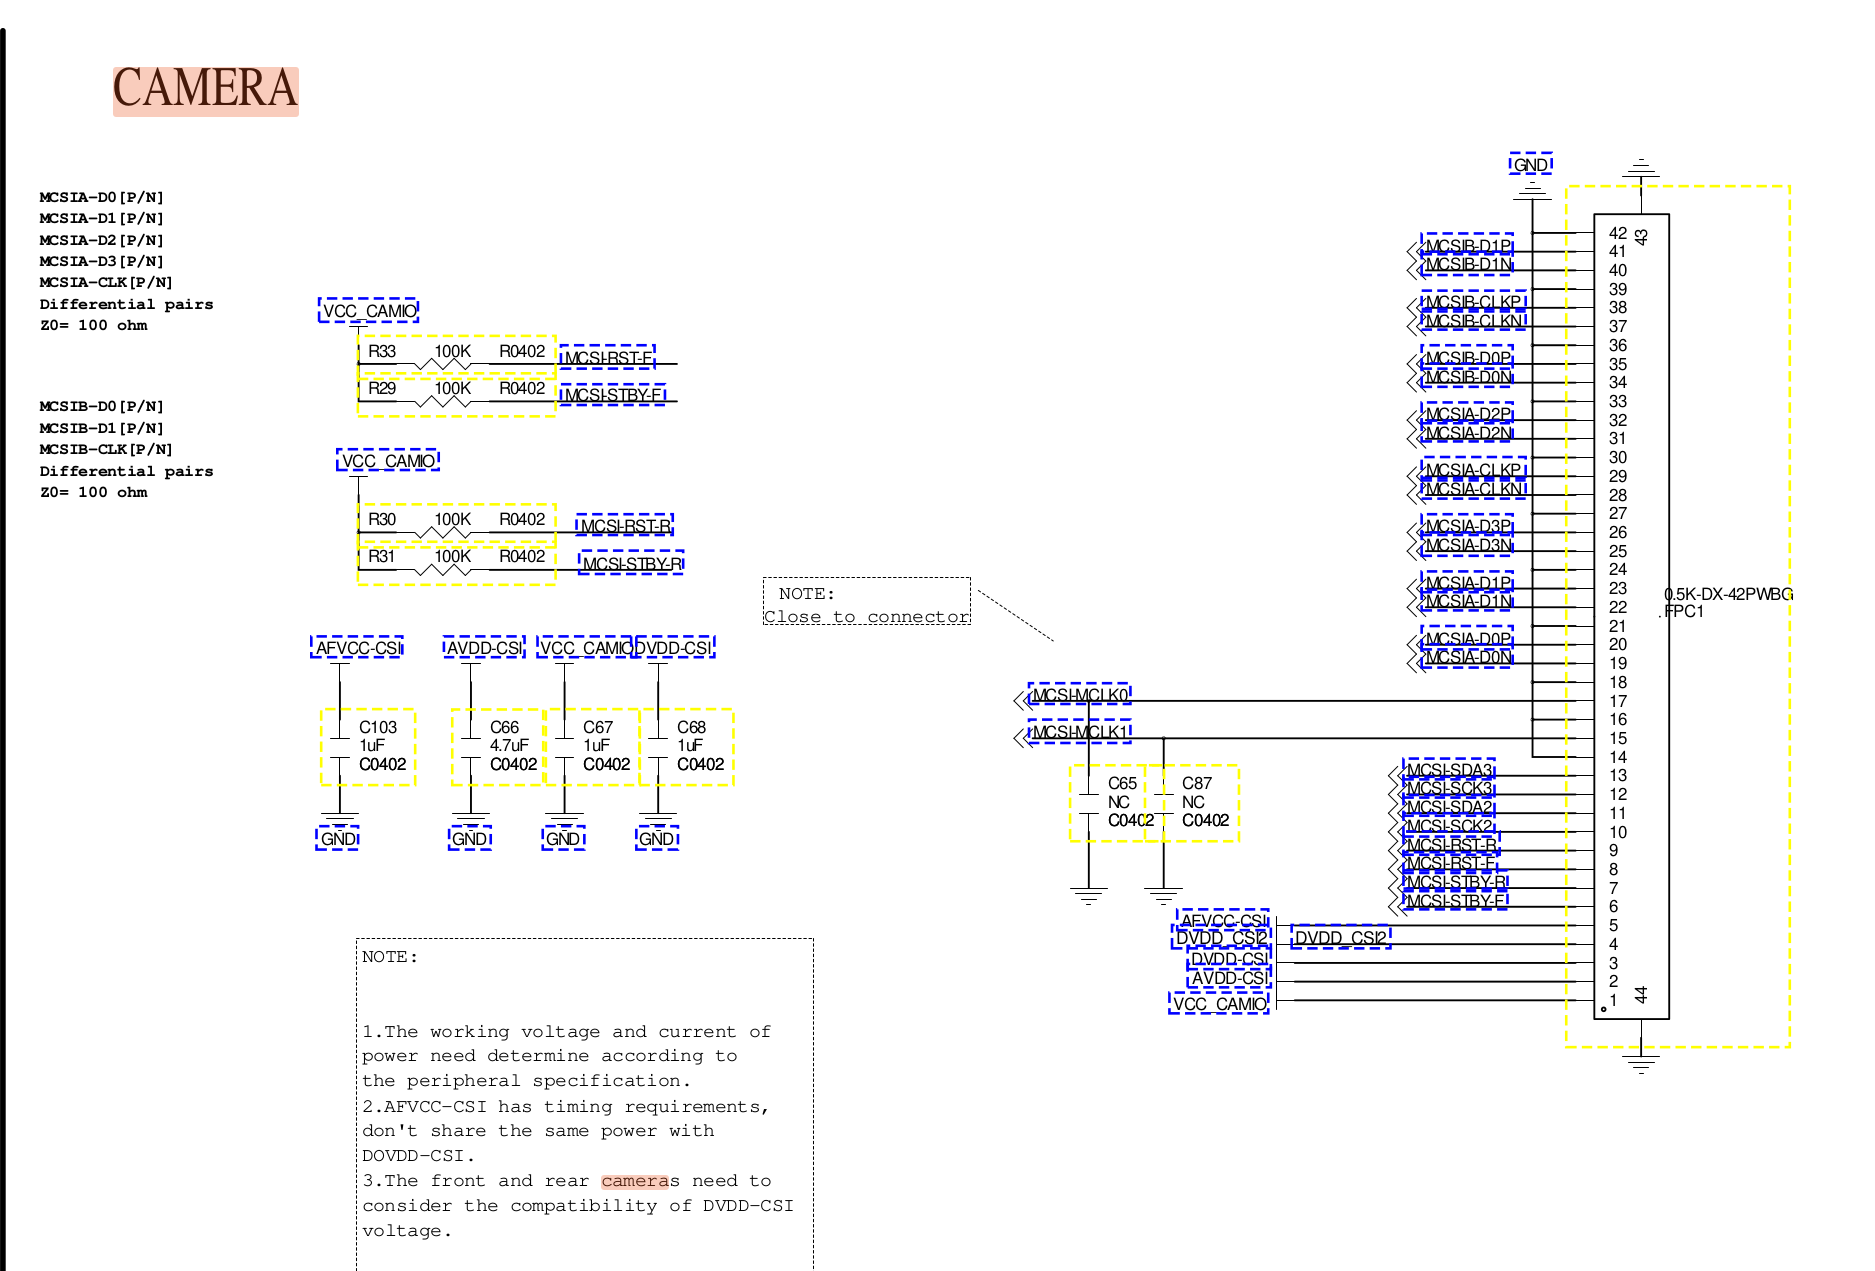 CAMERA
MCSIA-D0[P/N]
MCSIA-D1[P/N]
MCSIA-D2[P/N]
MCSIA-D3[P/N]
MCSIA-CLK[P/N]
Differential pairs
Z0= 100 ohm
MCSIB-D0[P/N]
MCSIB-D1[P/N]
MCSIB-CLK[P/N]
Differential pairs
Z0= 100 ohm
VCC_CAMIO
R33 100K R0402 MCSI-RST-F
R29 100K R0402 MCSI-STBY-F
VCC_CAMIO
R30 100K R0402 MCSI-RST-R
R31 100K R0402 MCSI-STBY-R
AFVCC-CSI AVDD-CSI VCC_CAMIO DVDD-CSI
C103 C66 C67 C68
1uF 4.7uF 1uF 1uF
C0402 C0402 C0402 C0402
GND GND GND GND
NOTE:
1.The working voltage and current of
power need determine according to
the peripheral specification.
2.AFVCC-CSI has timing requirements,
don't share the same power with
DOVDD-CSI.
3.The front and rear cameras need to
consider the compatibility of DVDD-CSI
voltage.
NOTE:
Close to connector
MCSI-MCLK0
MCSI-MCLK1
C65 C87
NC NC
C0402 C0402
GND
42 43
MCSIB-D1P 41
MCSIB-D1N 40
39
MCSIB-CLKP 38
MCSIB-CLKN 37
36
MCSIB-D0P 35
MCSIB-D0N 34
33
MCSIA-D2P 32
MCSIA-D2N 31
30
MCSIA-CLKP 29
MCSIA-CLKN 28
27
MCSIA-D3P 26
MCSIA-D3N 25
24
MCSIA-D1P 23
MCSIA-D1N 22
21
MCSIA-D0P 20
MCSIA-D0N 19
18
17
16
15
14
MCSI-SDA3 13
MCSI-SCK3 12
MCSI-SDA2 11
MCSI-SCK2 10
MCSI-RST-R 9
MCSI-RST-F 8
MCSI-STBY-R 7
MCSI-STBY-F 6
AFVCC-CSI 5
DVDD_CSI2 DVDD_CSI2 4
DVDD-CSI 3
AVDD-CSI 2
VCC_CAMIO 1
44
0.5K-DX-42PWBG
.FPC1